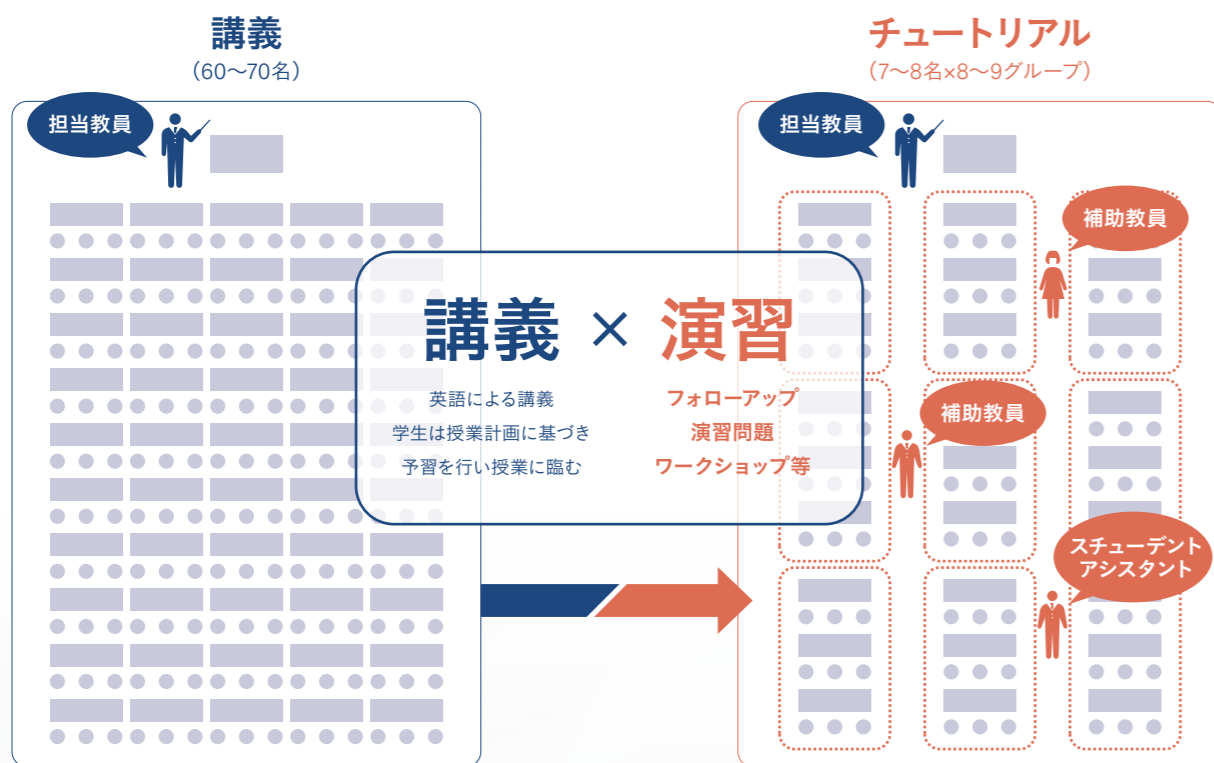 講義
（60〜70名）
担当教員
チュートリアル
（7〜8名×8〜9グループ）
担当教員
補助教員
補助教員
スチューデント
アシスタント
講義 × 演習
英語による講義
学生は授業計画に基づき
予習を行い授業に臨む
フォローアップ
演習問題
ワークショップ等